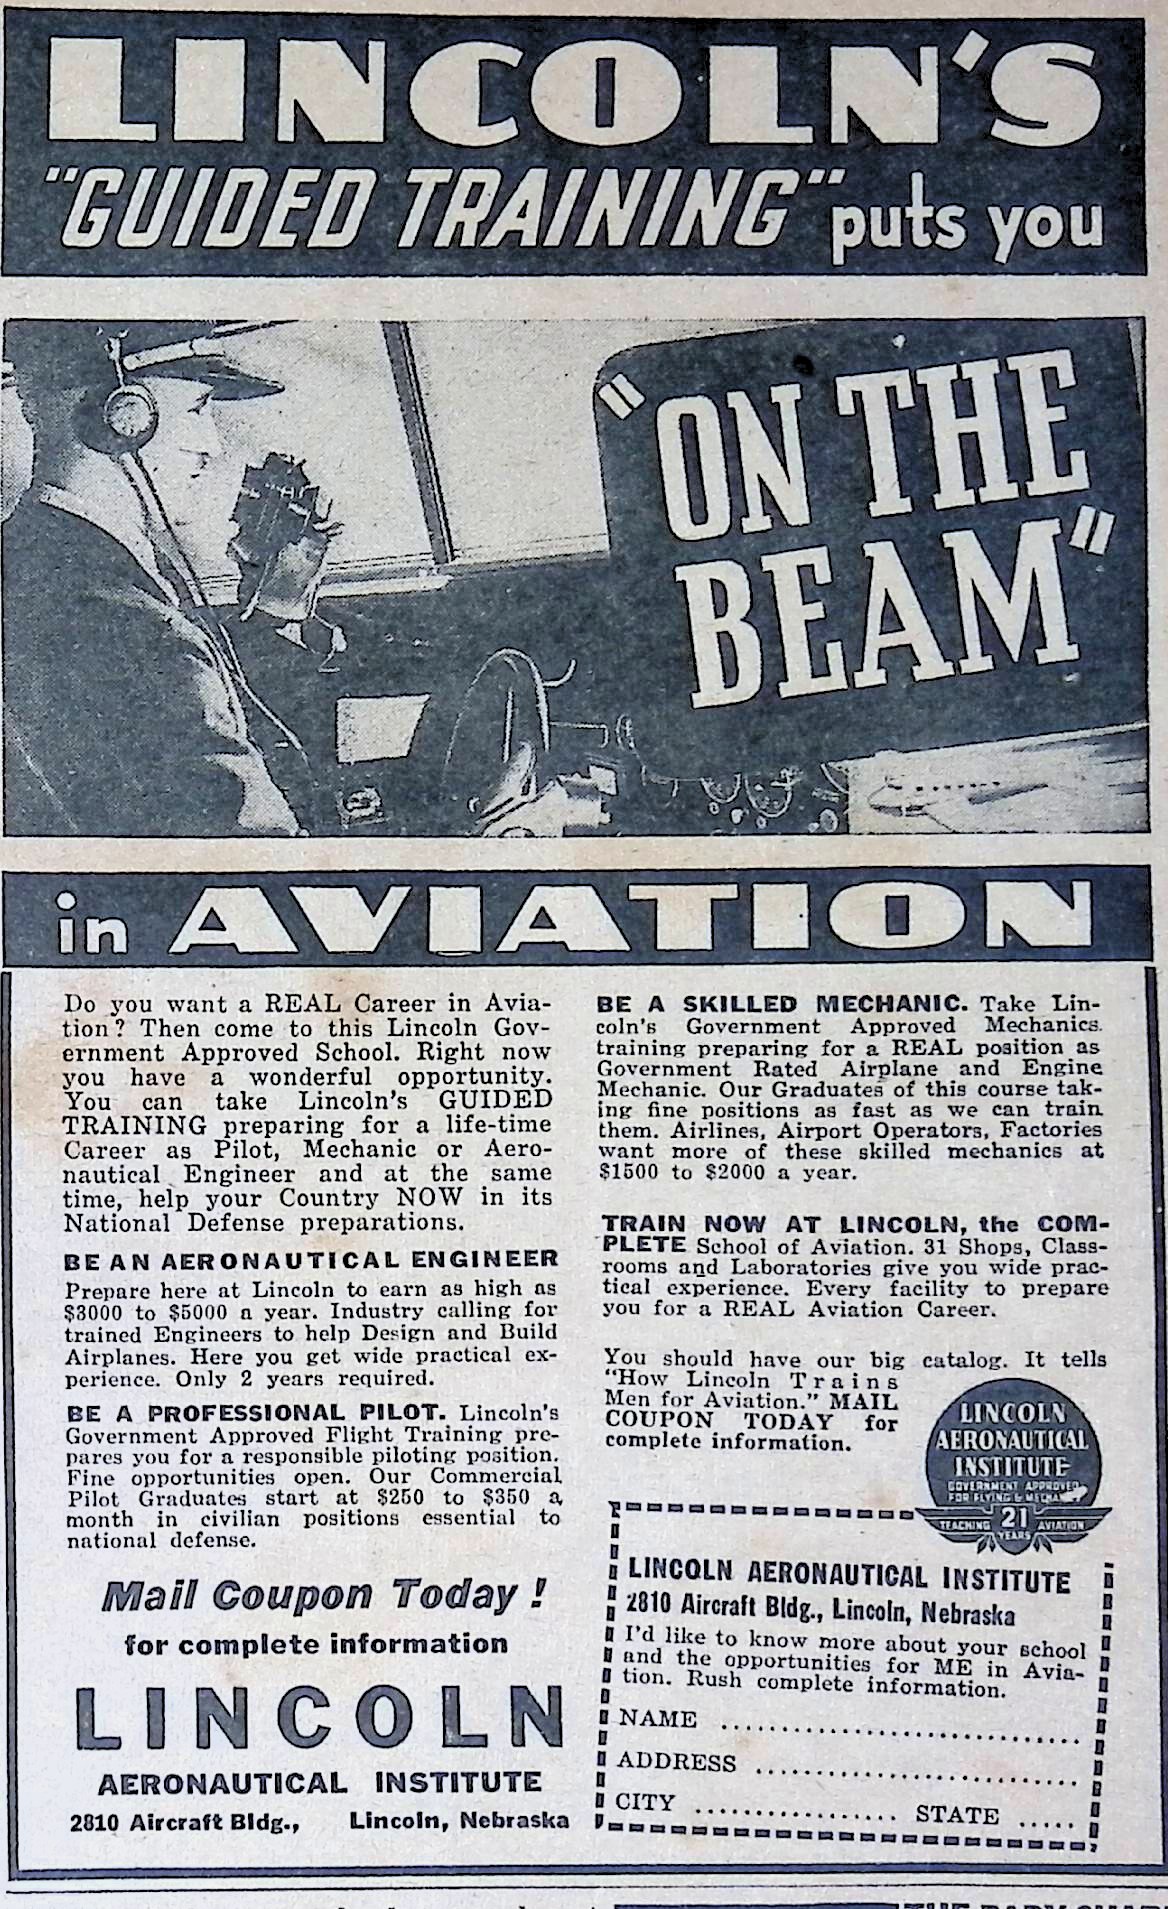 LINCOLN'S
"GUIDED TRAINING" puts you
"ON THE
BEAM"
in AVIATION
Do you want a REAL Career in Avia-
tion? Then come to this Lincoln Gov-
ernment Approved School. Right now
you have a wonderful opportunity.
You can take Lincoln's GUIDED
TRAINING preparing for a life-time
Career as Pilot, Mechanic or Aero-
nautical Engineer and at the same
time, help your Country NOW in its
National Defense preparations.
BE AN AERONAUTICAL ENGINEER
Prepare here at Lincoln to earn as high as
$3000 to $5000 a year. Industry calling for
trained Engineers to help Design and Build
Airplanes. Here you get wide practical ex-
perience. Only 2 years required.
BE A PROFESSIONAL PILOT. Lincoln's
Government Approved Flight Training pre-
pares you for a responsible piloting position.
Fine opportunities open. Our Commercial
Pilot Graduates start at $250 to $350 a
month in civilian positions essential to
national defense.
Mail Coupon Today!
for complete information
LINCOLN
AERONAUTICAL INSTITUTE
2810 Aircraft Bldg., Lincoln, Nebraska
BE A SKILLED MECHANIC. Take Lin-
coln's Government Approved Mechanics
training preparing for a REAL position as
Government Rated Airplane and Engine
Mechanic. Our Graduates of this course tak-
ing fine positions as fast as we can train
them. Airlines, Airport Operators, Factories
want more of these skilled mechanics at
$1500 to $2000 a year.
TRAIN NOW AT LINCOLN, the COM-
PLETE School of Aviation. 31 Shops, Class-
rooms and Laboratories give you wide prac-
tical experience. Every facility to prepare
you for a REAL Aviation Career.
You should have our big catalog. It tells
"How Lincoln Trains
Men for Aviation." MAIL
COUPON TODAY for
complete information.
LINCOLN
AERONAUTICAL
INSTITUTE
GOVERNMENT APPROVED
FOR FLYING &
TEACHING 21 AVIATION
YEARS
LINCOLN AERONAUTICAL INSTITUTE
2810 Aircraft Bldg., Lincoln, Nebraska
I'd like to know more about your school
and the opportunities for ME in Avia-
tion. Rush complete information.
NAME
ADDRESS
CITY STATE